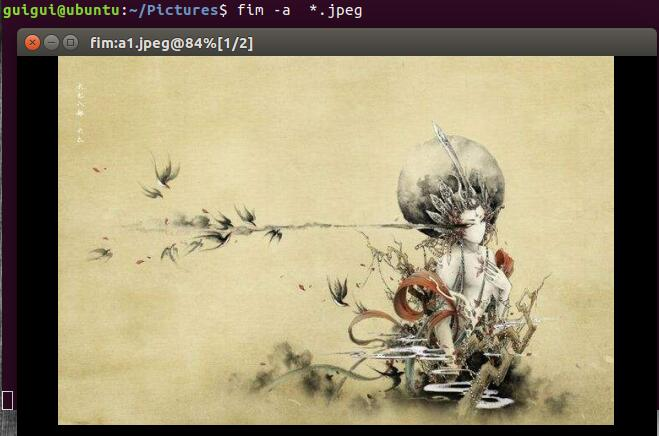 guigui@ubuntu:~/Pictures$ fim -a  *.jpeg
fim:a1.jpeg@84%[1/2]